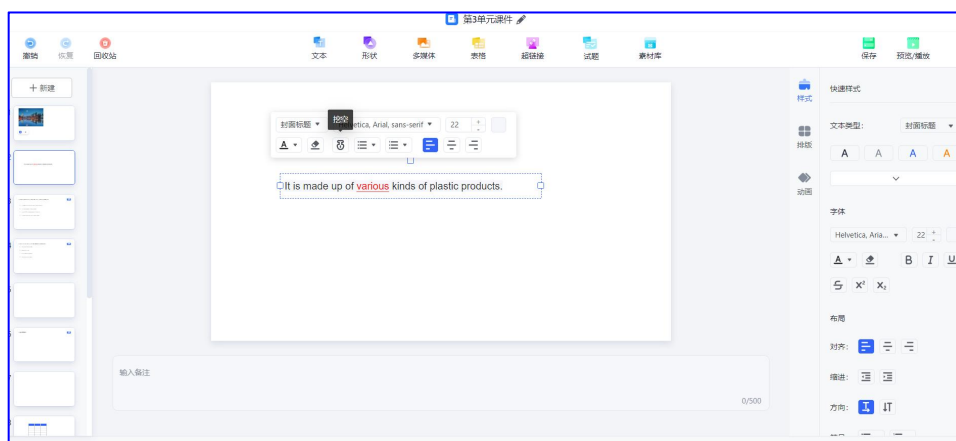 第3单元课件
撤销 恢复 回收站 文本 形状 多媒体 表格 超链接 试题 素材库 保存 预览/播放
+ 新建
样式
快速样式
封面标题
挖空
etica, Arial, sans-serif
22
文本类型: 封面标题
排版
A A A A
A
It is made up of various kinds of plastic products.
动画
字体
Helvetica, Aria... 22
A B I U
S X² X₂
布局
对齐:
输入备注
缩进:
0/500
方向: